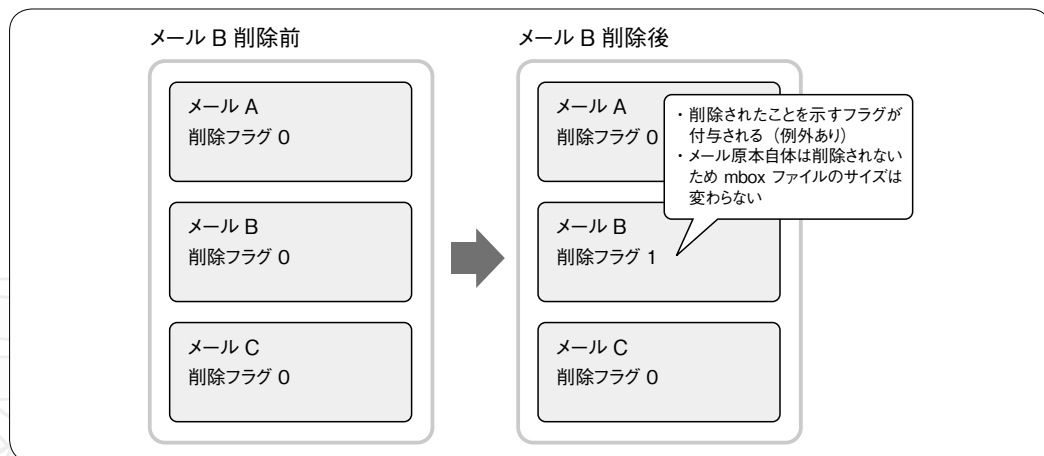 メール B 削除前
メール A
削除フラグ 0
メール B
削除フラグ 0
メール C
削除フラグ 0
メール B 削除後
メール A
削除フラグ 0
・削除されたことを示すフラグが
付与される（例外あり）
・メール原本自体は削除されない
ため mbox ファイルのサイズは
変わらない
メール B
削除フラグ 1
メール C
削除フラグ 0